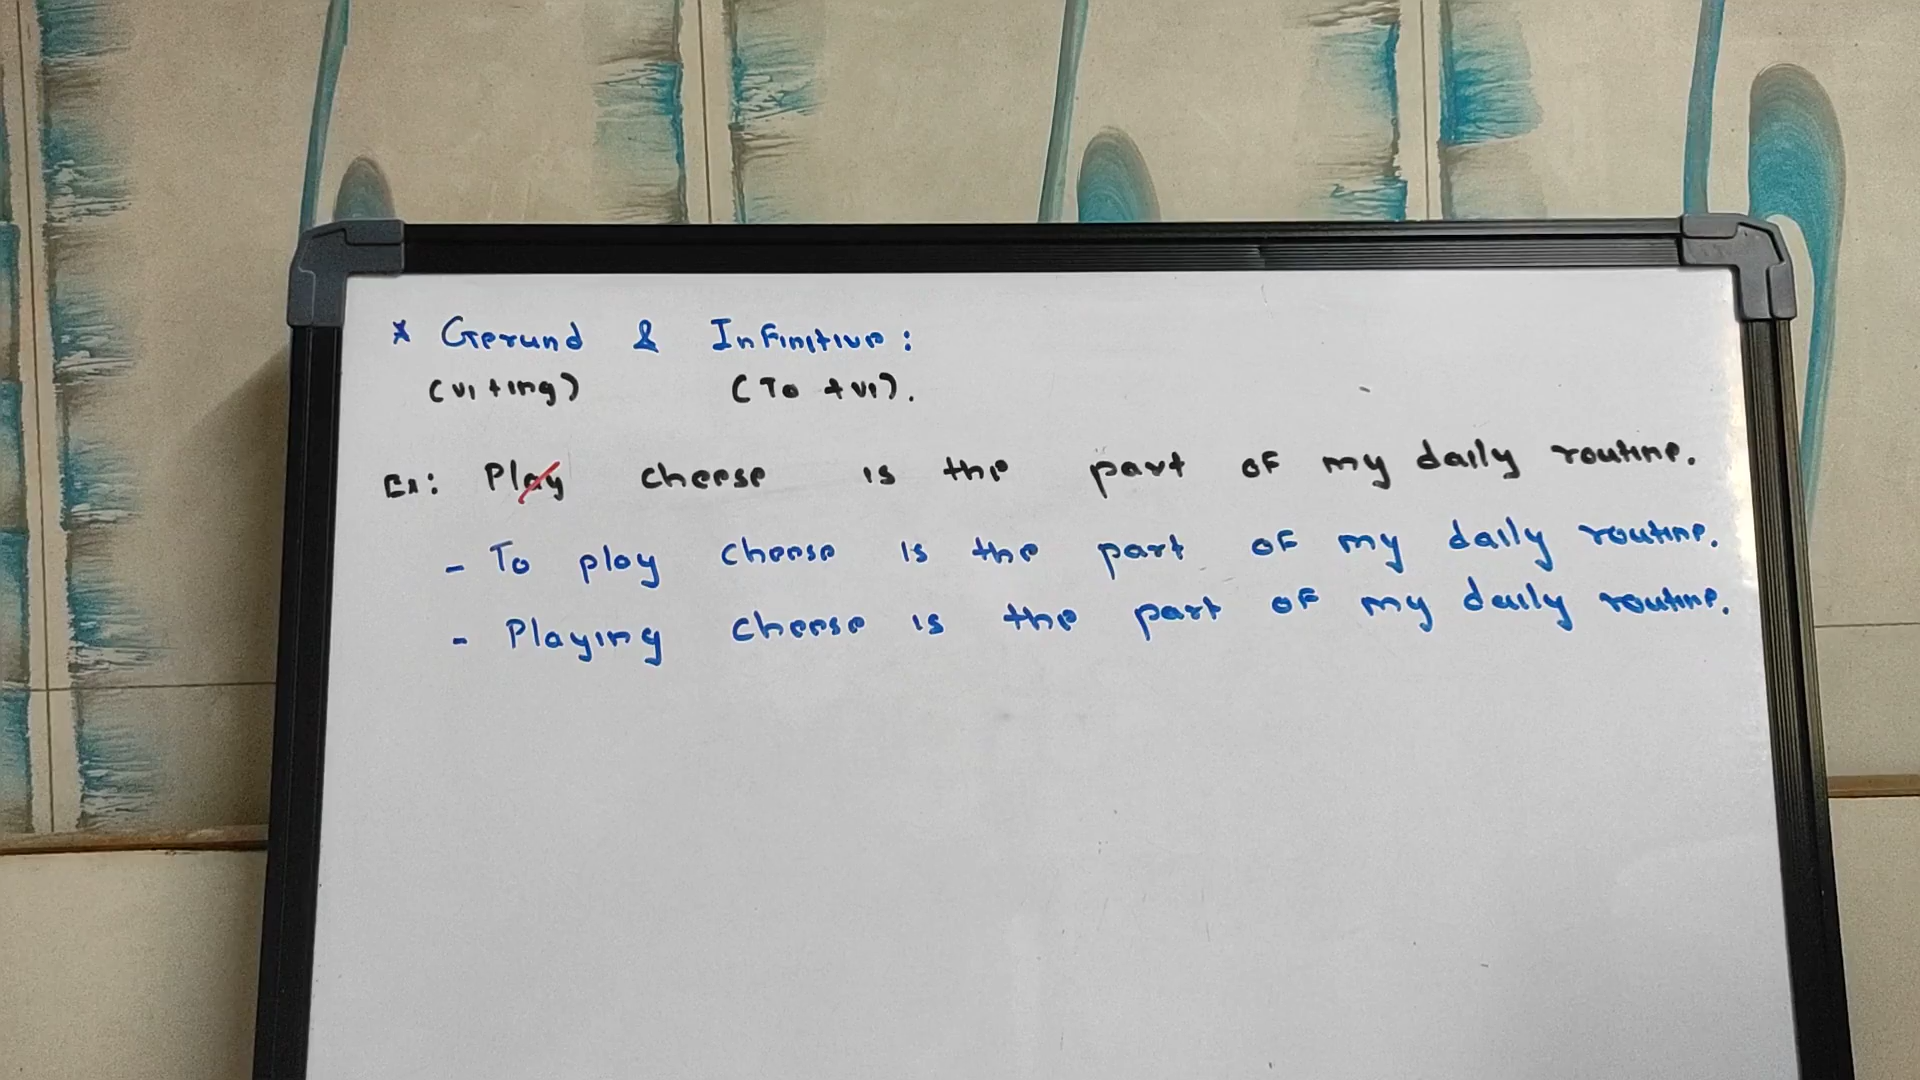 * Gerund & Infinitive:
(v1 + ing) (To + v1).
Ex: Play cheese is the part of my daily routine.
- To play cheese is the part of my daily routine.
- Playing cheese is the part of my daily routine.